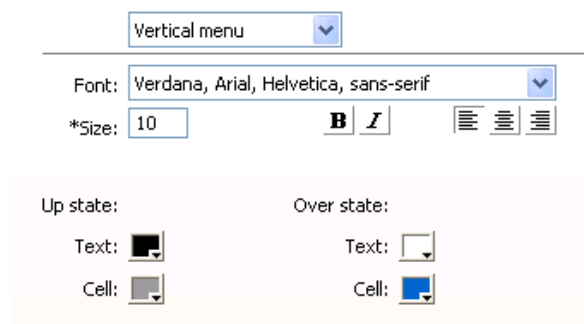 Vertical menu
Font: Verdana, Arial, Helvetica, sans-serif
*Size: 10 B I
Up state: Over state:
Text: Text:
Cell: Cell: